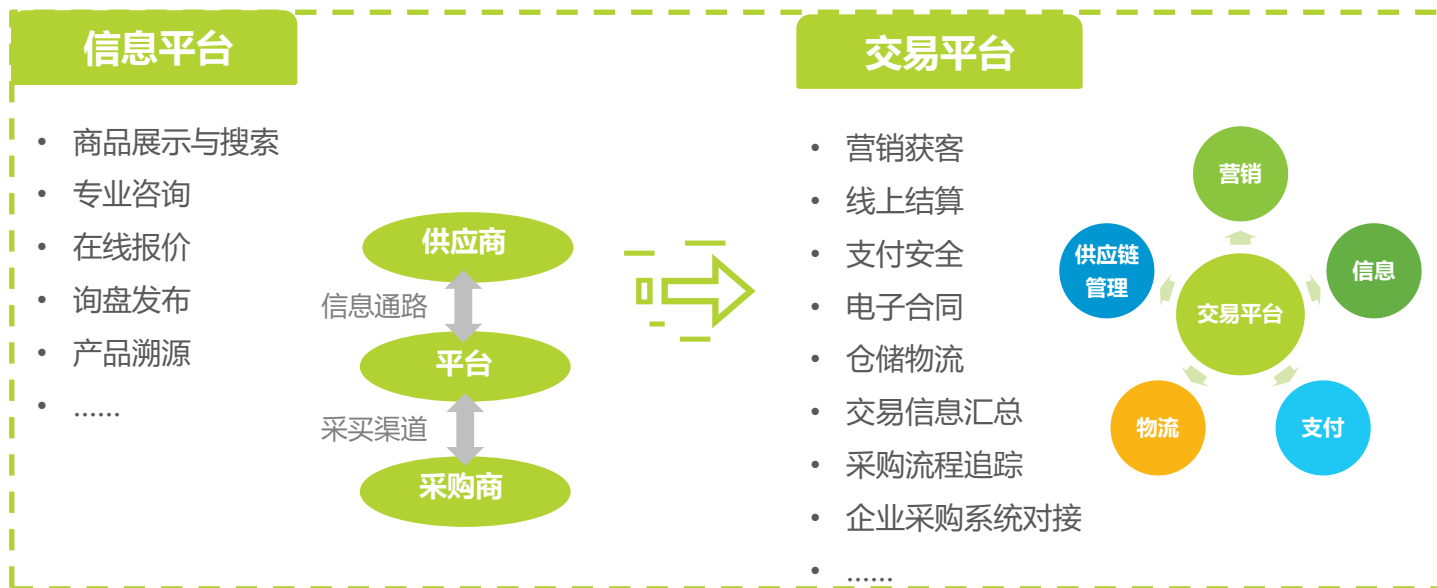 信息平台
• 商品展示与搜索
• 专业咨询
• 在线报价
• 询盘发布
• 产品溯源
• ......
供应商
信息通路
平台
采买渠道
采购商
交易平台
• 营销获客
• 线上结算
• 支付安全
• 电子合同
• 仓储物流
• 交易信息汇总
• 采购流程追踪
• 企业采购系统对接
• ......
营销
供应链
管理
信息
交易平台
物流
支付